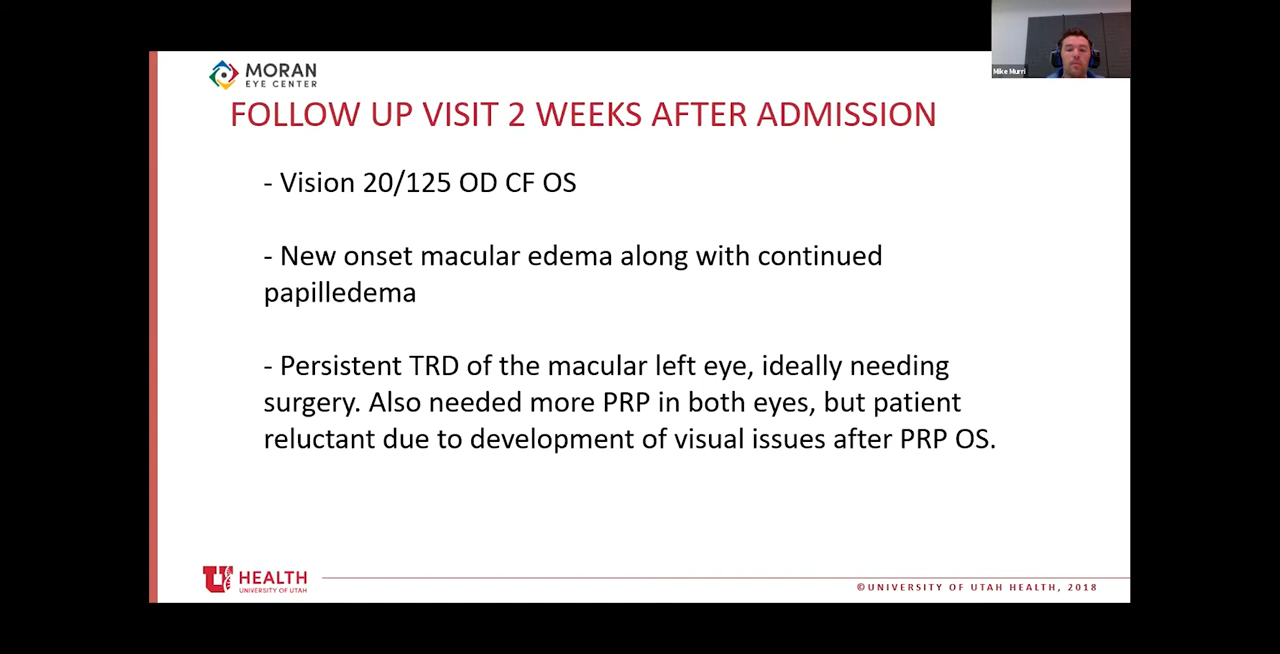 MORAN
EYE CENTER
Mike Murri
FOLLOW UP VISIT 2 WEEKS AFTER ADMISSION
- Vision 20/125 OD CF OS
- New onset macular edema along with continued
papilledema
- Persistent TRD of the macular left eye, ideally needing
surgery. Also needed more PRP in both eyes, but patient
reluctant due to development of visual issues after PRP OS.
U HEALTH
UNIVERSITY OF UTAH
©UNIVERSITY OF UTAH HEALTH, 2018